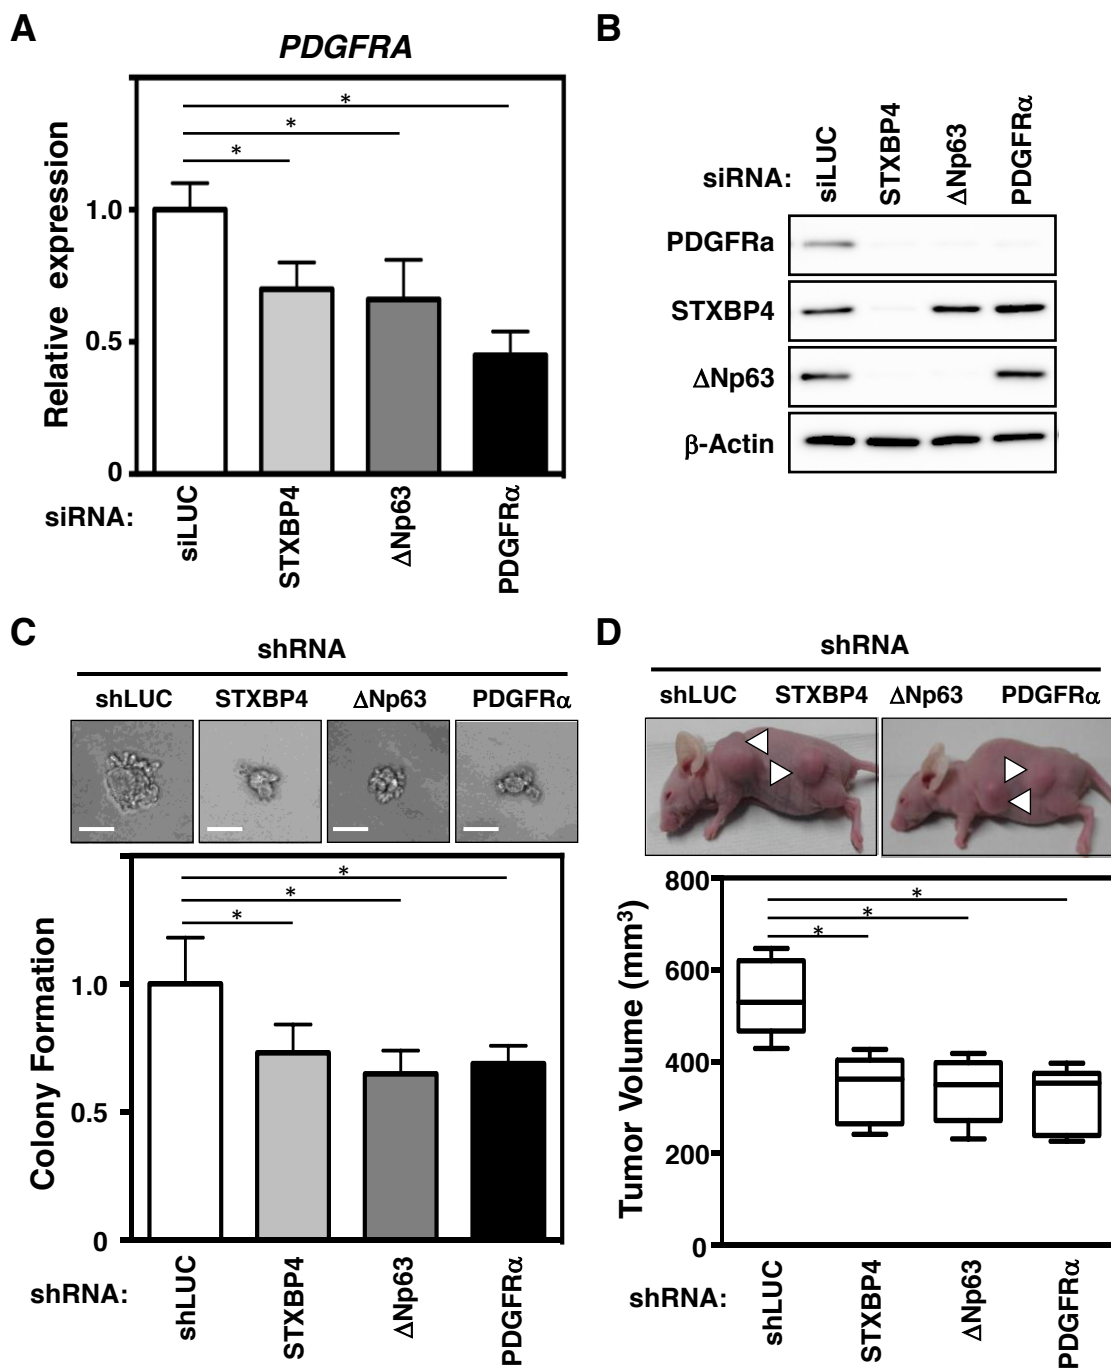 A
PDGFRA
Relative expression
1.0
0.5
0
*
*
*
siRNA:
siLUC
STXBP4
ΔNp63
PDGFRα
B
siRNA:
siLUC
STXBP4
ΔNp63
PDGFRα
PDGFRa
STXBP4
ΔNp63
β-Actin
C
shRNA
shLUC STXBP4 ΔNp63 PDGFRα
Colony Formation
1.0
0.5
0
*
*
*
shRNA:
shLUC
STXBP4
ΔNp63
PDGFRα
D
shRNA
shLUC STXBP4 ΔNp63 PDGFRα
Tumor Volume (mm³)
800
600
400
200
0
*
*
*
shRNA:
shLUC
STXBP4
ΔNp63
PDGFRα